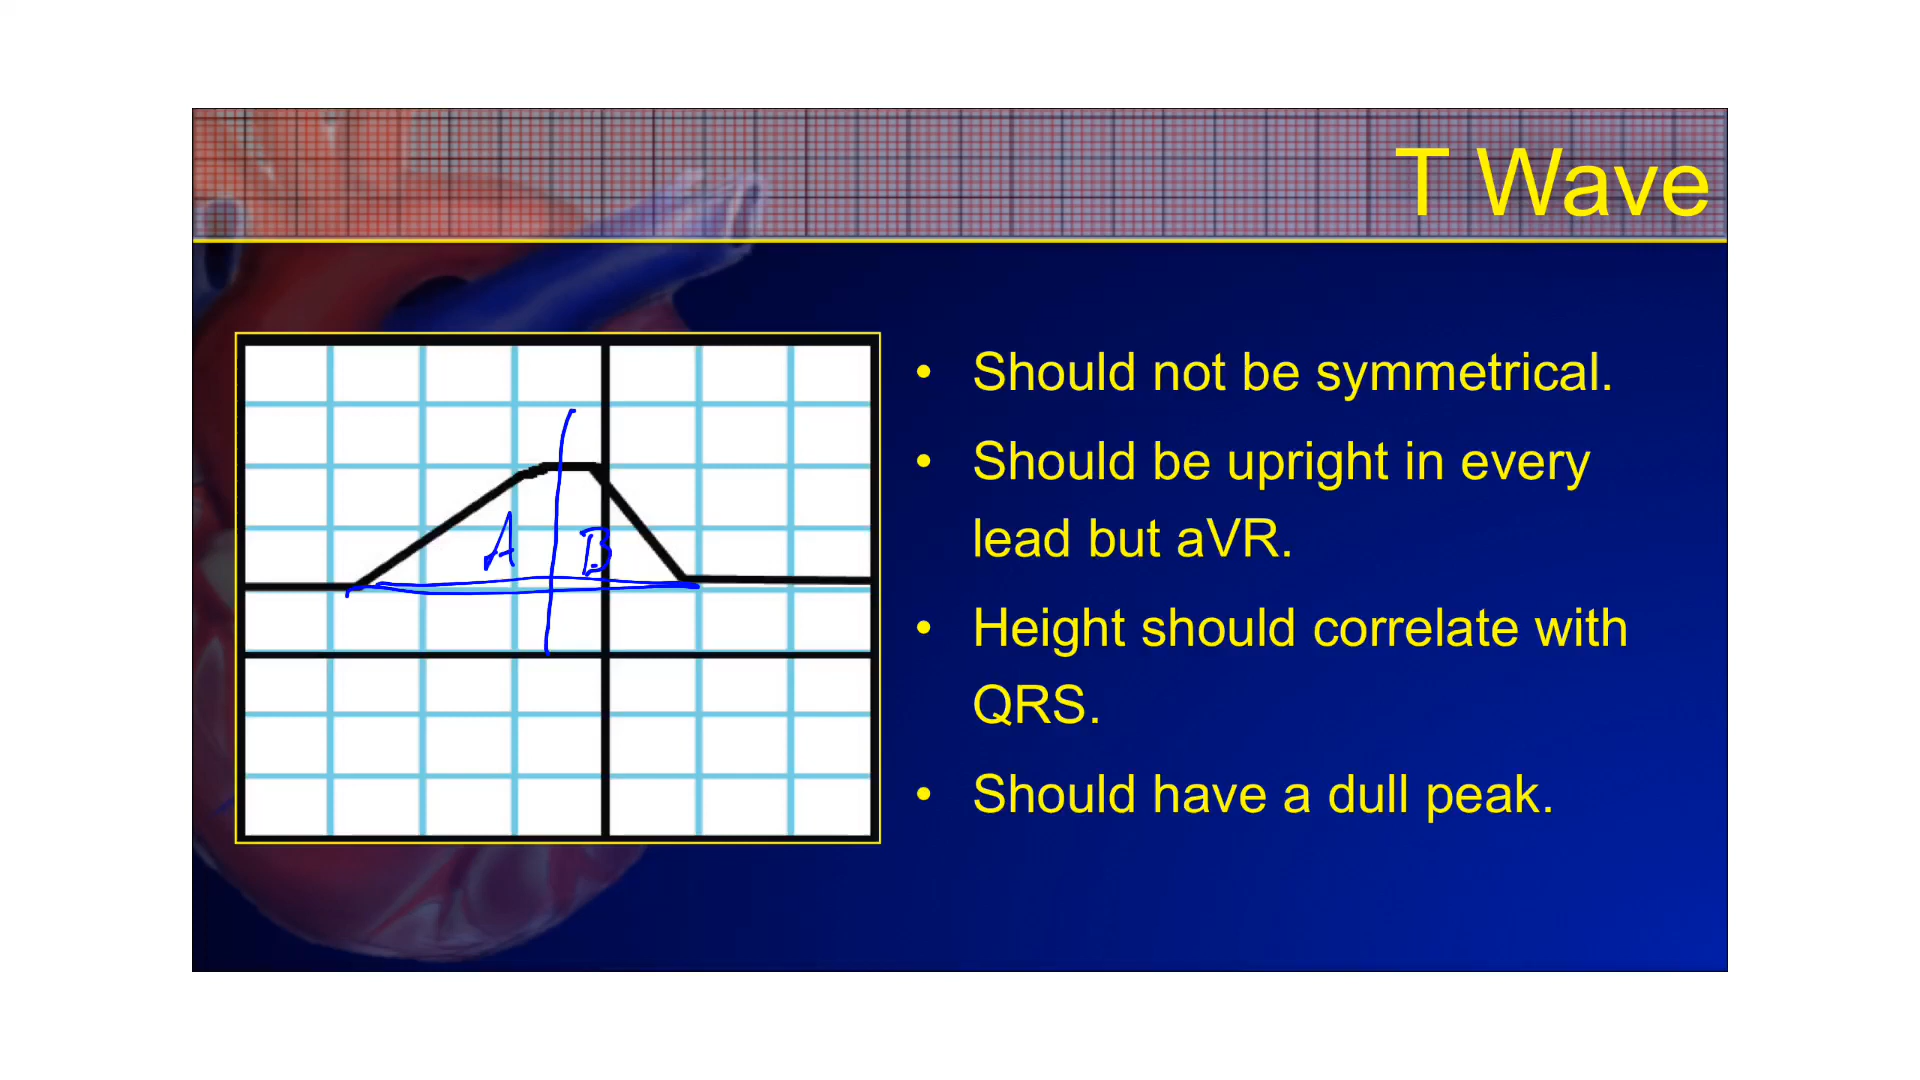 T Wave
• Should not be symmetrical.
• Should be upright in every
lead but aVR.
• Height should correlate with
QRS.
• Should have a dull peak.
A B